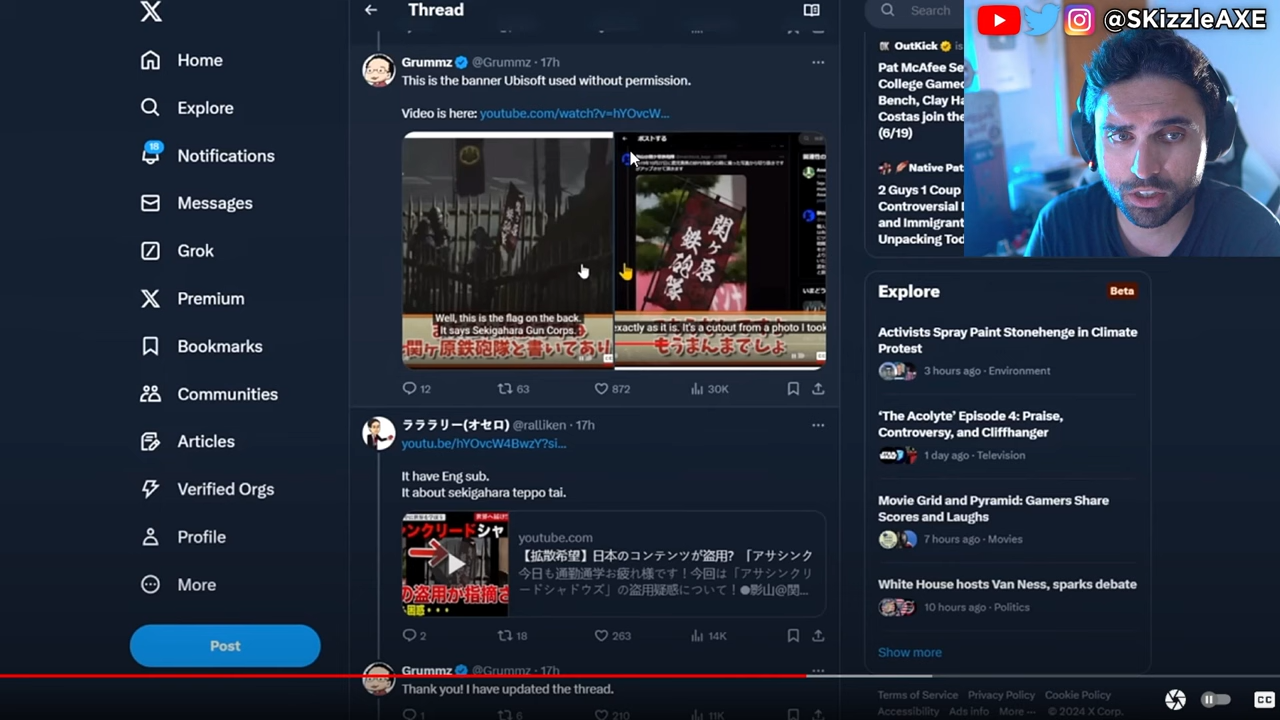 Thread
Search
@SKizzleAXE
Home
Explore
18
Notifications
Messages
Grok
Premium
Bookmarks
Communities
Articles
Verified Orgs
Profile
More
Post
Grummz @Grummz · 17h
This is the banner Ubisoft used without permission.
Video is here: youtube.com/watch?v=hYOvcW...
ポストする
関ヶ原
鉄砲隊
Well, this is the flag on the back.
It says Sekigahara Gun Corps.
関ヶ原鉄砲隊と書いてあり
exactly as it is. It's a cutout from a photo I took
もうまんまでしょ
12
63
872
30K
ラララリー(オセロ) @ralliken · 17h
youtu.be/hYOvcW4BwzY?si...
It have Eng sub.
It about sekigahara teppo tai.
ンクリードシャ
の盗用が指摘さ
youtube.com
【拡散希望】日本のコンテンツが盗用? 「アサシンク
今日も通勤通学お疲れ様です！今回は「アサシンクリ
ードシャドウズ」の盗用疑惑について！●影山@関...
2
18
263
14K
Grummz @Grummz · 17h
Thank you! I have updated the thread.
1
6
210
11K
OutKick is
Pat McAfee Se
College Game
Bench, Clay Ha
Costas join the
(6/19)
Native Pat
2 Guys 1 Coup
Controversial
and Immigrant
Unpacking Tod
Explore
Beta
Activists Spray Paint Stonehenge in Climate
Protest
3 hours ago · Environment
‘The Acolyte’ Episode 4: Praise,
Controversy, and Cliffhanger
1 day ago · Television
Movie Grid and Pyramid: Gamers Share
Scores and Laughs
7 hours ago · Movies
White House hosts Van Ness, sparks debate
10 hours ago · Politics
Show more
Terms of Service Privacy Policy Cookie Policy
Accessibility Ads info More ··· © 2024 X Corp.
CC